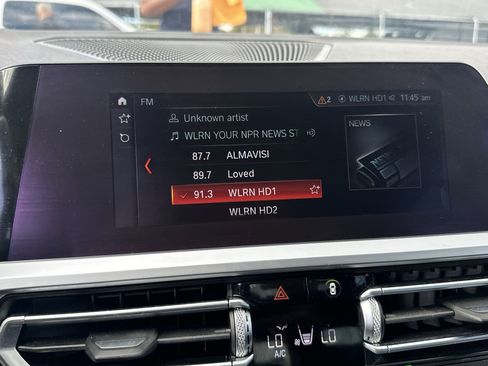 FM
2 WLRN HD1 11:45 am
Unknown artist
WLRN YOUR NPR NEWS ST
NEWS
87.7 ALMAVISI
89.7 Loved
91.3 WLRN HD1
WLRN HD2
LO LO
A/C